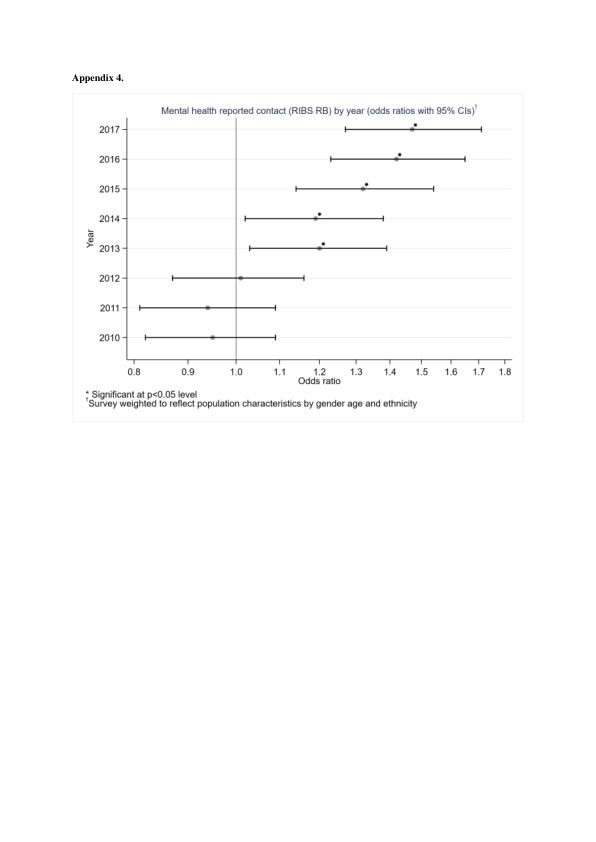 Appendix 4.
Mental health reported contact (RIBS RB) by year (odds ratios with 95% CIs)†
2017
2016
2015
2014
2013
2012
2011
2010
Year
0.8 0.9 1.0 1.1 1.2 1.3 1.4 1.5 1.6 1.7 1.8
Odds ratio
* Significant at p<0.05 level
†Survey weighted to reflect population characteristics by gender age and ethnicity